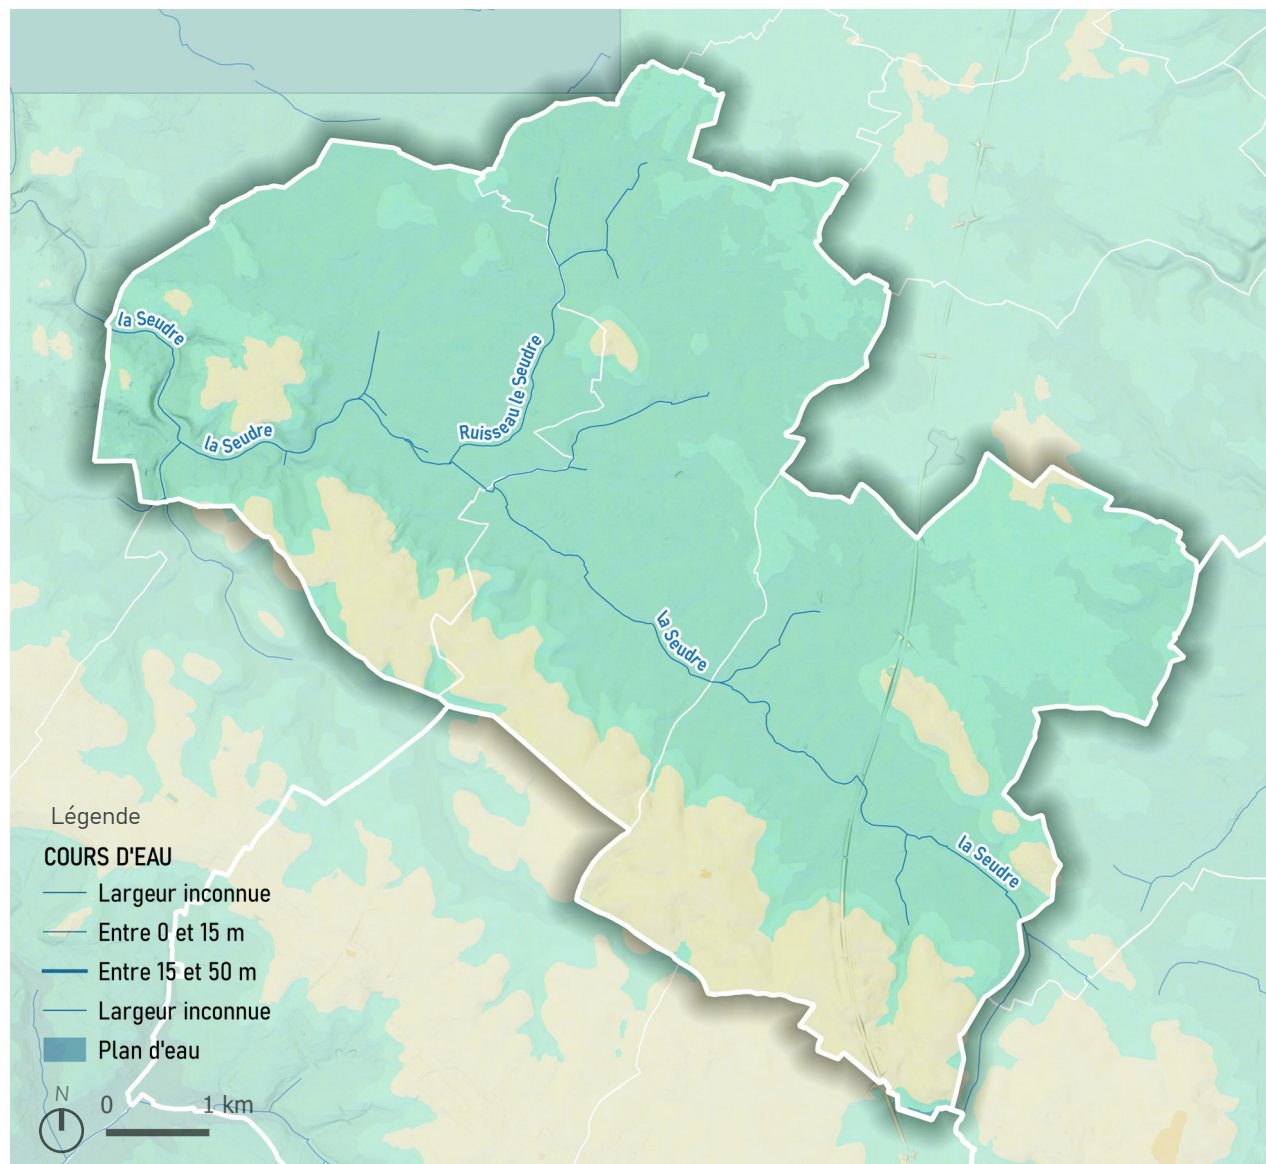 la Seudre
Ruisseau le Seudre
la Seudre
la Seudre
la Seudre
Légende
COURS D'EAU
Largeur inconnue
Entre 0 et 15 m
Entre 15 et 50 m
Largeur inconnue
Plan d'eau
N
0 1 km